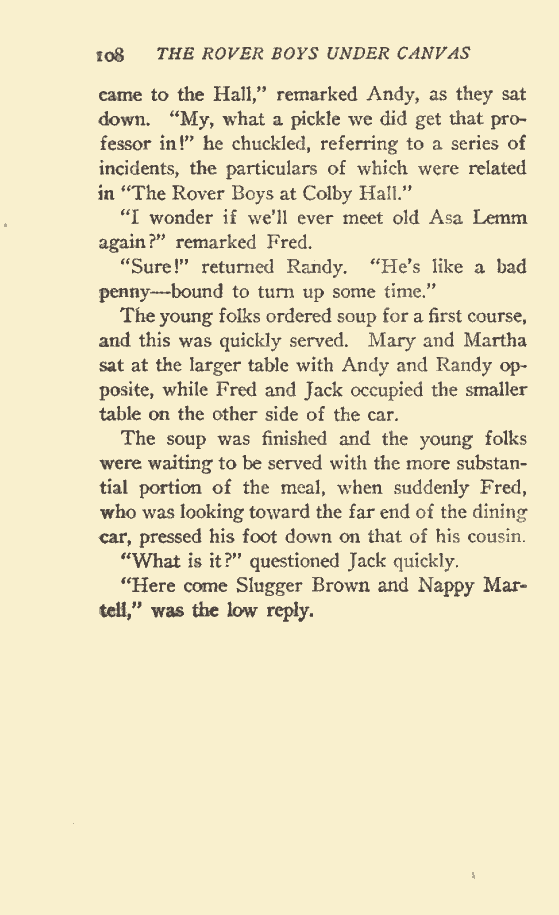 108 THE ROVER BOYS UNDER CANVAS
came to the Hall,” remarked Andy, as they sat
down. “My, what a pickle we did get that pro-
fessor in!” he chuckled, referring to a series of
incidents, the particulars of which were related
in “The Rover Boys at Colby Hall.”
“I wonder if we'll ever meet old Asa Lemm
again?” remarked Fred.
“Sure!” returned Randy. “He's like a bad
penny—bound to turn up some time.”
The young folks ordered soup for a first course,
and this was quickly served. Mary and Martha
sat at the larger table with Andy and Randy op-
posite, while Fred and Jack occupied the smaller
table on the other side of the car.
The soup was finished and the young folks
were waiting to be served with the more substan-
tial portion of the meal, when suddenly Fred,
who was looking toward the far end of the dining
car, pressed his foot down on that of his cousin.
“What is it?” questioned Jack quickly.
“Here come Slugger Brown and Nappy Mar-
tell,” was the low reply.